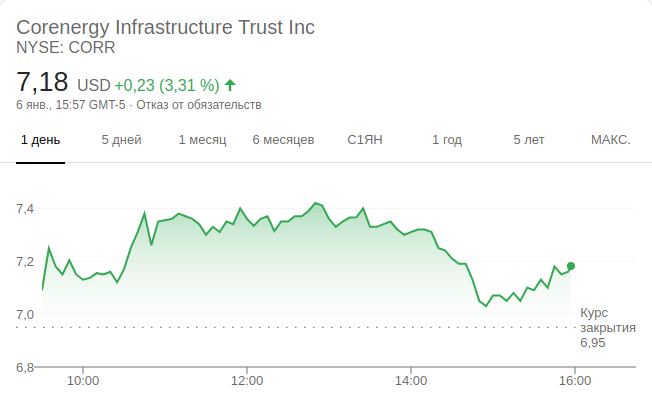 Corenergy Infrastructure Trust Inc
NYSE: CORR
7,18 USD +0,23 (3,31 %)
6 янв., 15:57 GMT-5 · Отказ от обязательств
1 день 5 дней 1 месяц 6 месяцев С1ЯН 1 год 5 лет МАКС.
7,4
7,2
7,0
Курс
закрытия
6,95
6,8
10:00 12:00 14:00 16:00